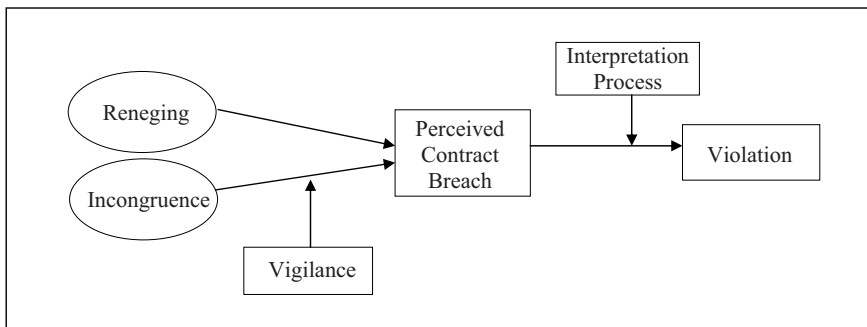 Interpretation
Process
Reneging
Perceived
Contract
Breach
Violation
Incongruence
Vigilance